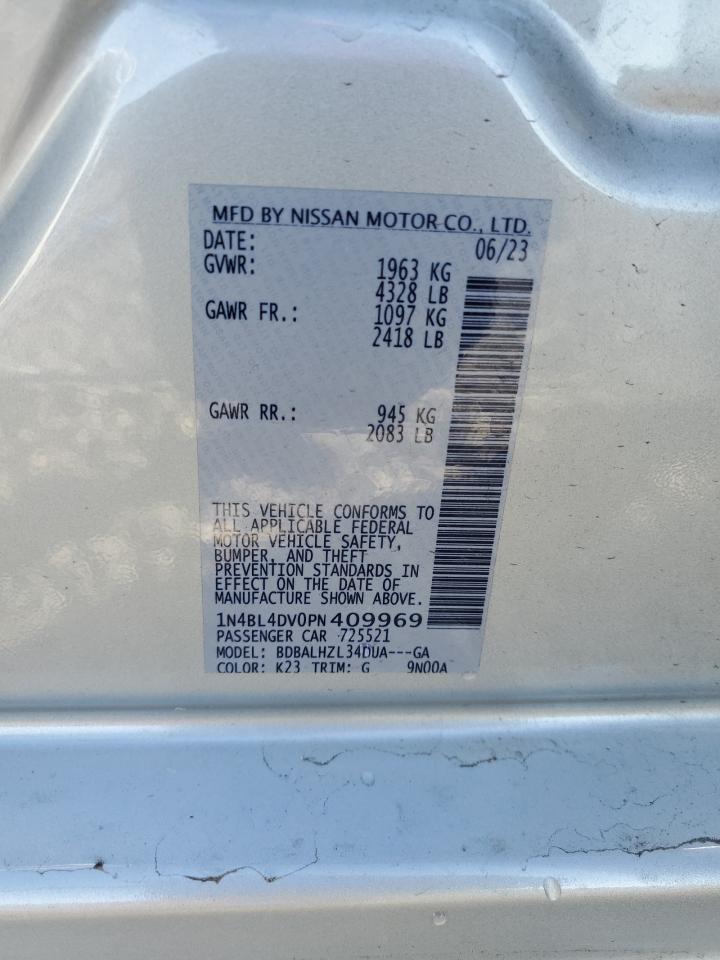 MFD BY NISSAN MOTOR CO., LTD.
DATE: 06/23
GVWR: 1963 KG
4328 LB
GAWR FR.: 1097 KG
2418 LB
GAWR RR.: 945 KG
2083 LB
THIS VEHICLE CONFORMS TO
ALL APPLICABLE FEDERAL
MOTOR VEHICLE SAFETY,
BUMPER, AND THEFT
PREVENTION STANDARDS IN
EFFECT ON THE DATE OF
MANUFACTURE SHOWN ABOVE.
1N4BL4DV0PN409969
PASSENGER CAR 725521
MODEL: BDBALHZL34DUA---GA
COLOR: K23 TRIM: G 9N00A